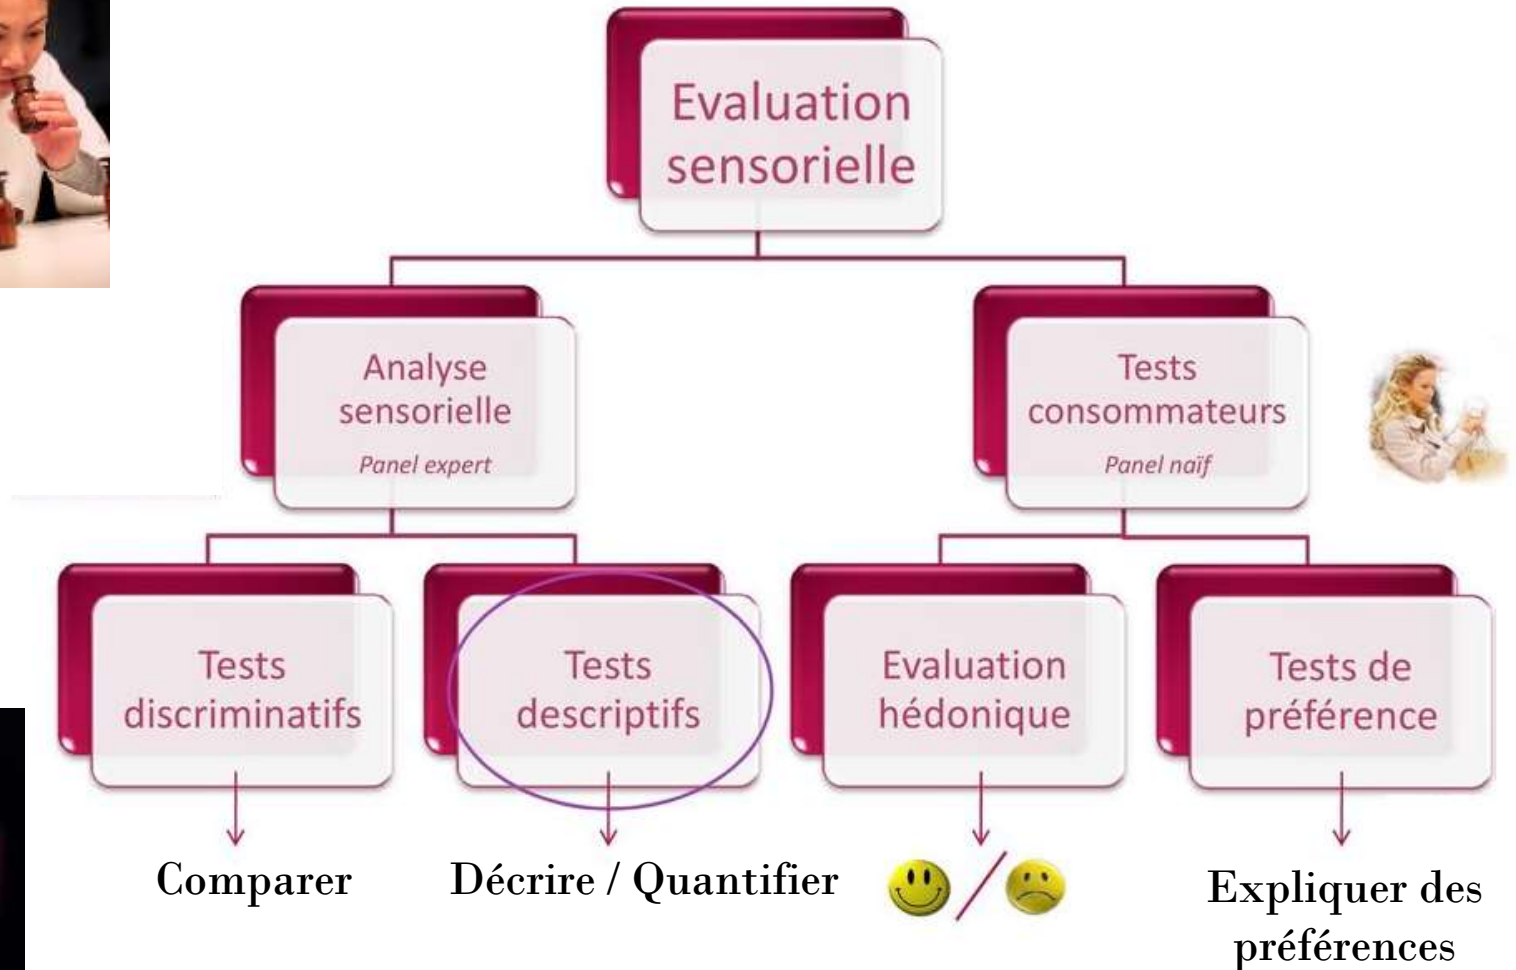 Evaluation
sensorielle
Analyse
sensorielle
Panel expert
Tests
consommateurs
Panel naïf
Tests
discriminatifs
Tests
descriptifs
Evaluation
hédonique
Tests de
préférence
Comparer
Décrire / Quantifier
/
Expliquer des
préférences